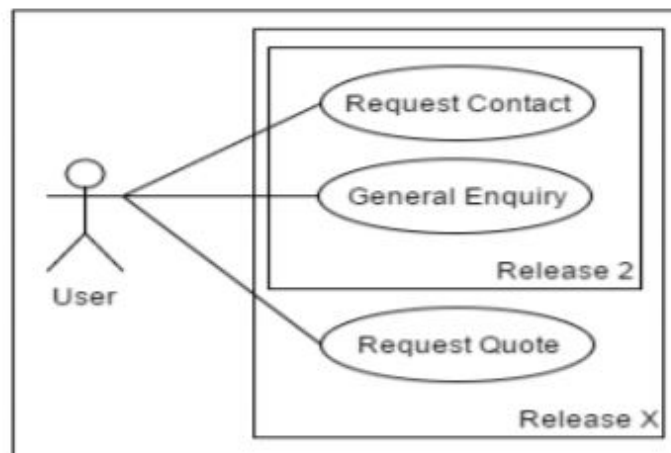 Request Contact
General Enquiry
Release 2
User
Request Quote
Release X